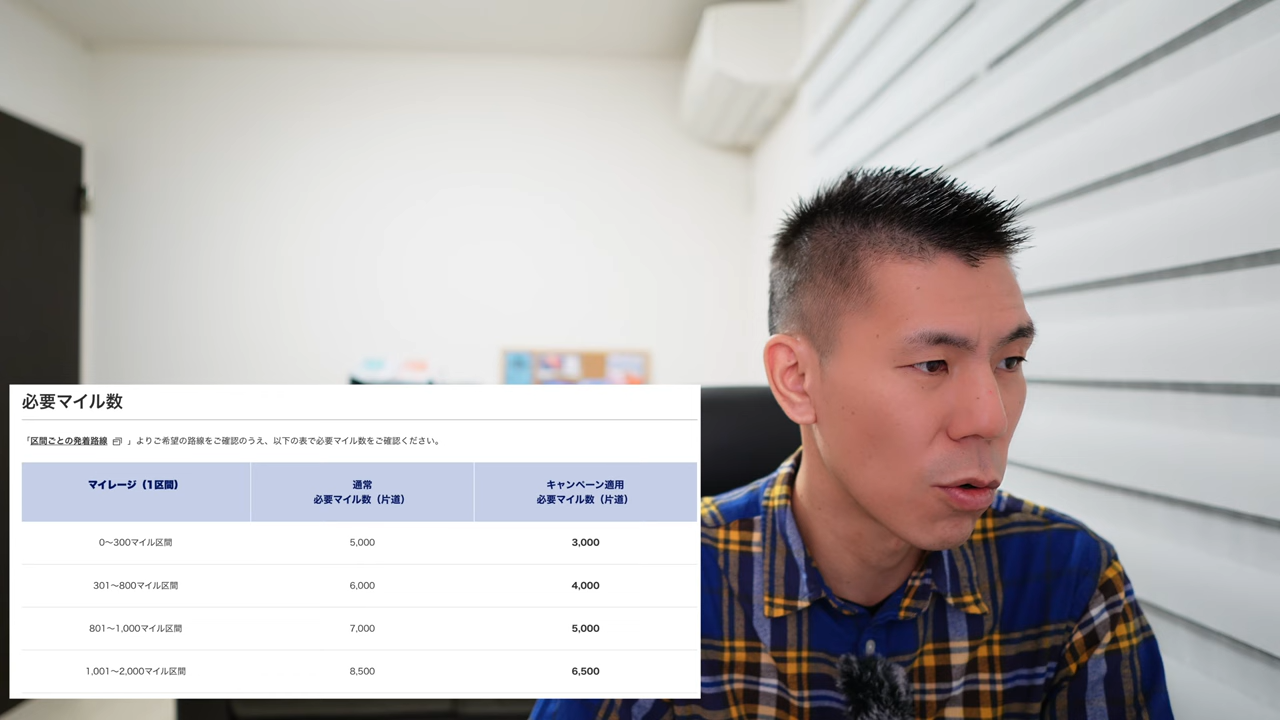 必要マイル数
「区間ごとの発着路線 」よりご希望の路線をご確認のうえ、以下の表で必要マイル数をご確認ください。
マイレージ（1区間） 通常 キャンペーン適用
必要マイル数（片道） 必要マイル数（片道）
0〜300マイル区間 5,000 3,000
301〜800マイル区間 6,000 4,000
801〜1,000マイル区間 7,000 5,000
1,001〜2,000マイル区間 8,500 6,500